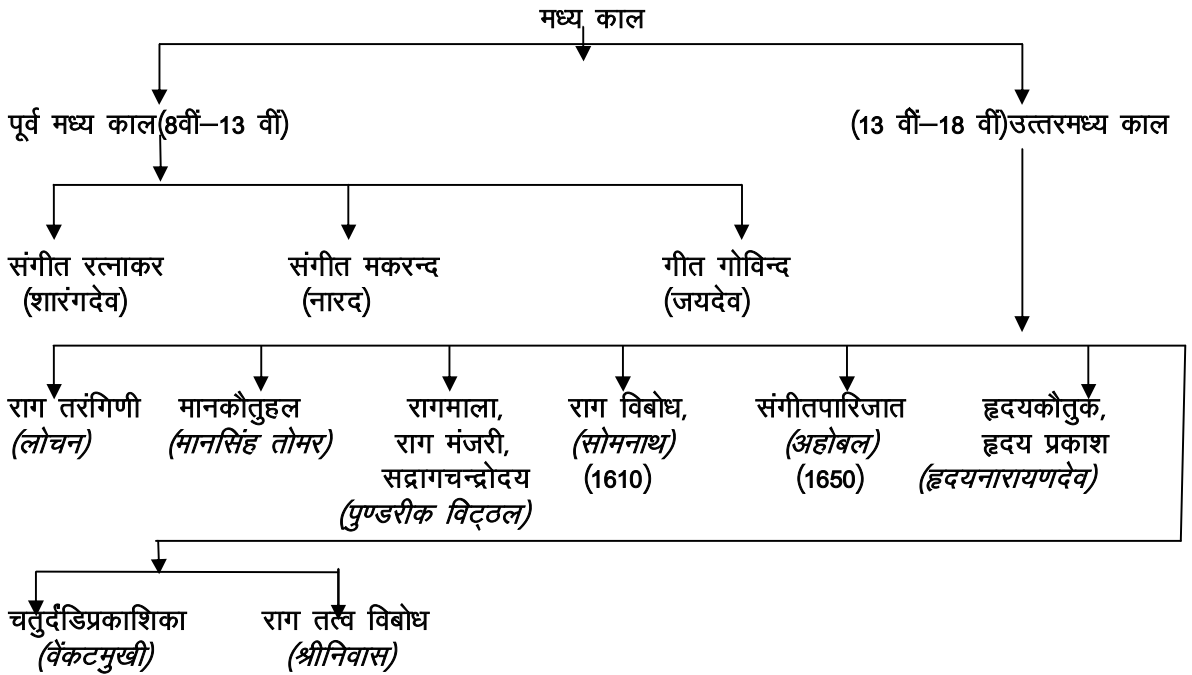 मध्य काल
पूर्व मध्य काल(8वीं–13 वीं)
(13 वीं–18 वीं)उत्तरमध्य काल
संगीत रत्नाकर
(शारंगदेव)
संगीत मकरन्द
(नारद)
गीत गोविन्द
(जयदेव)
राग तरंगिणी
(लोचन)
मानकौतुहल
(मानसिंह तोमर)
रागमाला,
राग मंजरी,
सद्रागचन्द्रोदय
(पुण्डरीक विट्ठल)
राग विबोध,
(सोमनाथ)
(1610)
संगीतपारिजात
(अहोबल)
(1650)
हृदयकौतुक,
हृदय प्रकाश
(हृदयनारायणदेव)
चतुर्दंडिप्रकाशिका
(वेंकटमुखी)
राग तत्व विबोध
(श्रीनिवास)